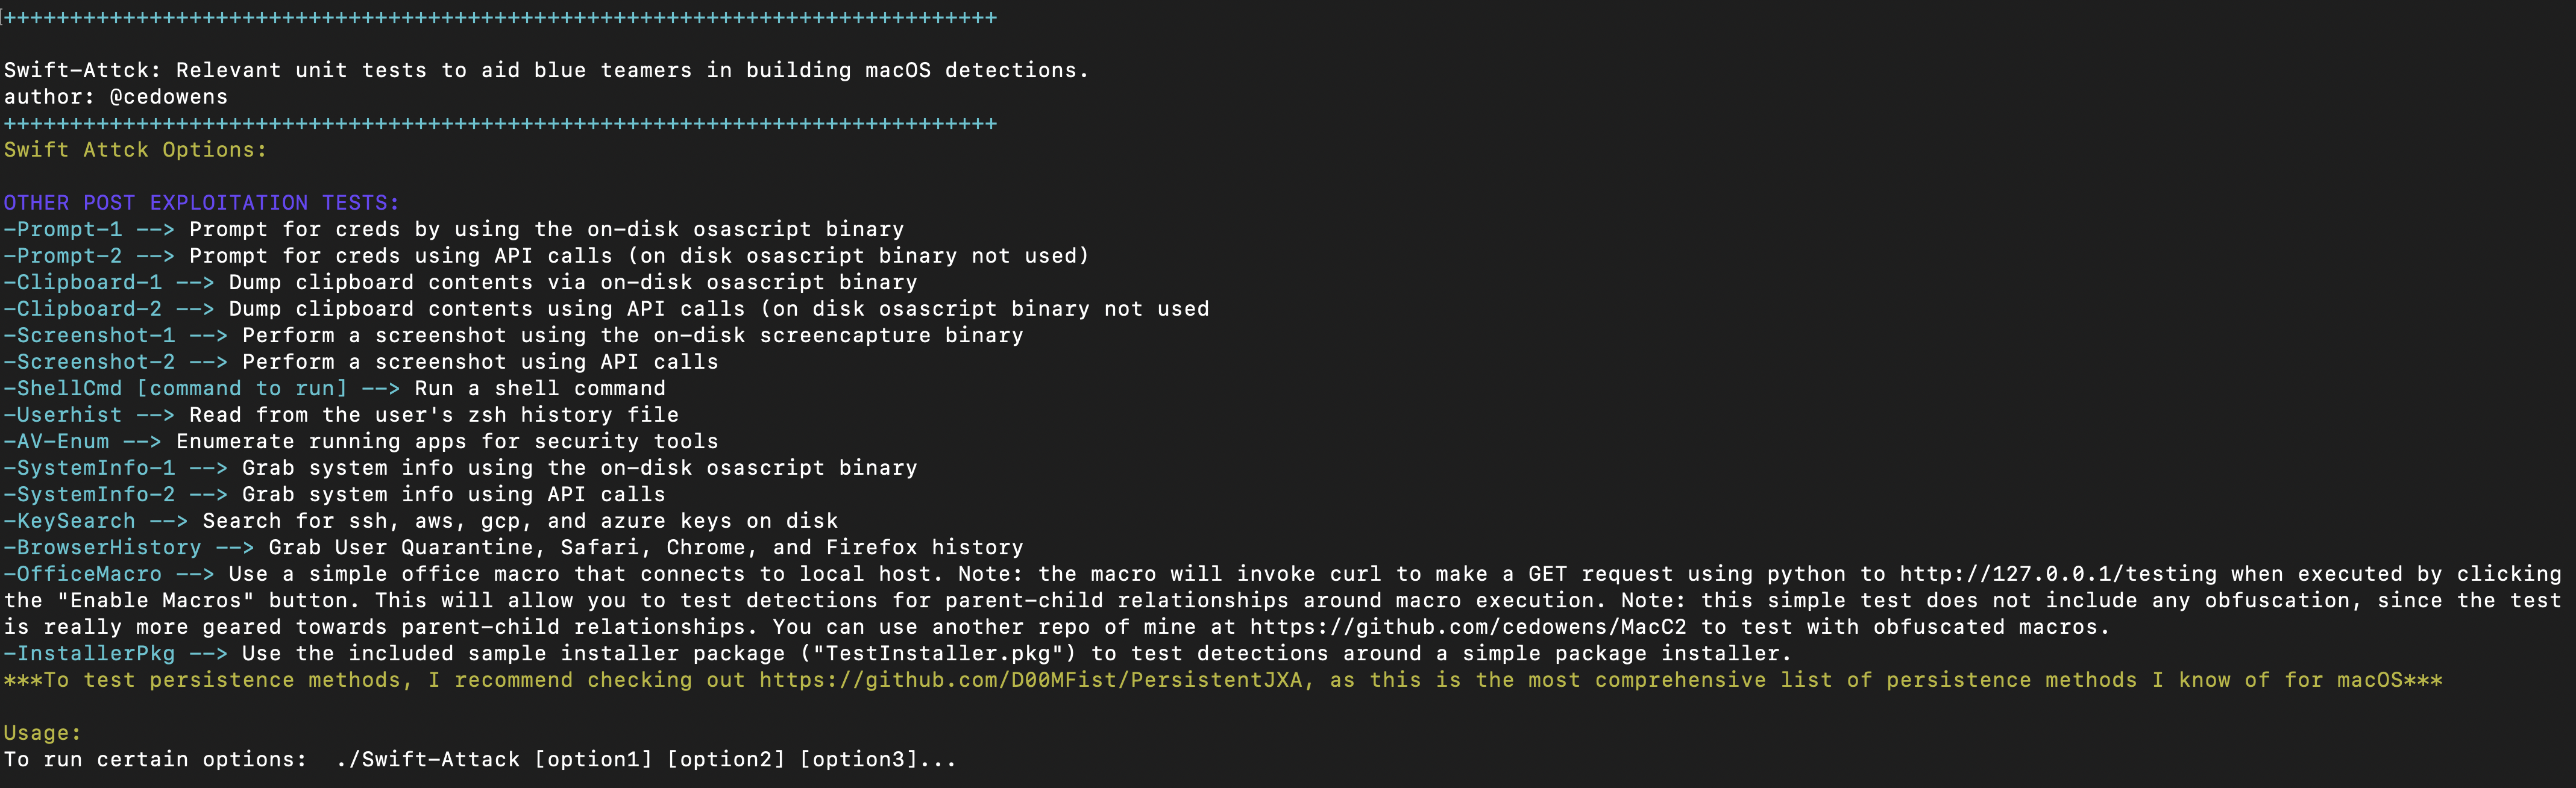 +++++++++++++++++++++++++++++++++++++++++++++++++++++++++++++++++++++++++++
Swift-Attck: Relevant unit tests to aid blue teamers in building macOS detections.
author: @cedowens
+++++++++++++++++++++++++++++++++++++++++++++++++++++++++++++++++++++++++++
Swift Attck Options:
OTHER POST EXPLOITATION TESTS:
-Prompt-1 --> Prompt for creds by using the on-disk osascript binary
-Prompt-2 --> Prompt for creds using API calls (on disk osascript binary not used)
-Clipboard-1 --> Dump clipboard contents via on-disk osascript binary
-Clipboard-2 --> Dump clipboard contents using API calls (on disk osascript binary not used
-Screenshot-1 --> Perform a screenshot using the on-disk screencapture binary
-Screenshot-2 --> Perform a screenshot using API calls
-ShellCmd [command to run] --> Run a shell command
-Userhist --> Read from the user's zsh history file
-AV-Enum --> Enumerate running apps for security tools
-SystemInfo-1 --> Grab system info using the on-disk osascript binary
-SystemInfo-2 --> Grab system info using API calls
-KeySearch --> Search for ssh, aws, gcp, and azure keys on disk
-BrowserHistory --> Grab User Quarantine, Safari, Chrome, and Firefox history
-OfficeMacro --> Use a simple office macro that connects to local host. Note: the macro will invoke curl to make a GET request using python to http://127.0.0.1/testing when executed by clicking
the "Enable Macros" button. This will allow you to test detections for parent-child relationships around macro execution. Note: this simple test does not include any obfuscation, since the test
is really more geared towards parent-child relationships. You can use another repo of mine at https://github.com/cedowens/MacC2 to test with obfuscated macros.
-InstallerPkg --> Use the included sample installer package ("TestInstaller.pkg") to test detections around a simple package installer.
***To test persistence methods, I recommend checking out https://github.com/D00MFist/PersistentJXA, as this is the most comprehensive list of persistence methods I know of for macOS***
Usage:
To run certain options:  ./Swift-Attack [option1] [option2] [option3]...